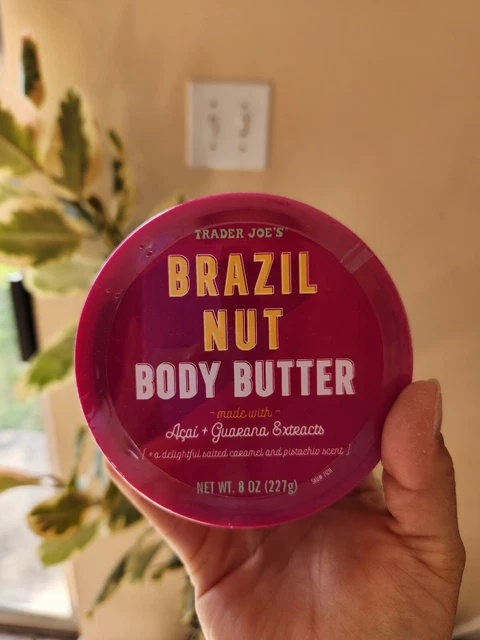 TRADER JOE'S
BRAZIL
NUT
BODY BUTTER
- made with -
Açaí + Guarana Extracts
( + a delightful salted caramel and pistachio scent )
NET WT. 8 OZ (227g)